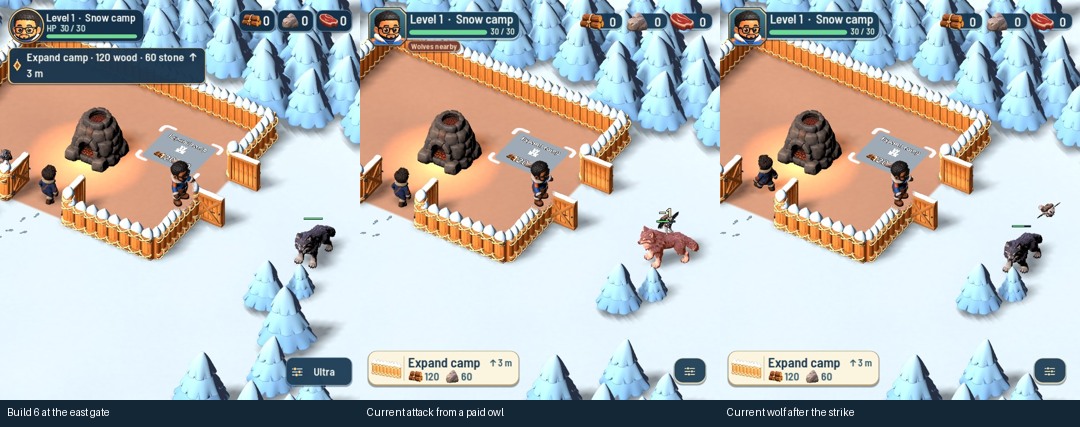 Level 1 · Snow camp
HP 30 / 30
0
0
0
Expand camp · 120 wood · 60 stone ↑
3 m
120
Ultra
Build 6 at the east gate
Level 1 · Snow camp
30 / 30
Wolves nearby
0
0
0
120
Expand camp
↑ 3 m
120
60
Current attack from a paid owl
Level 1 · Snow camp
30 / 30
0
0
0
120
Expand camp
↑ 3 m
120
60
Current wolf after the strike